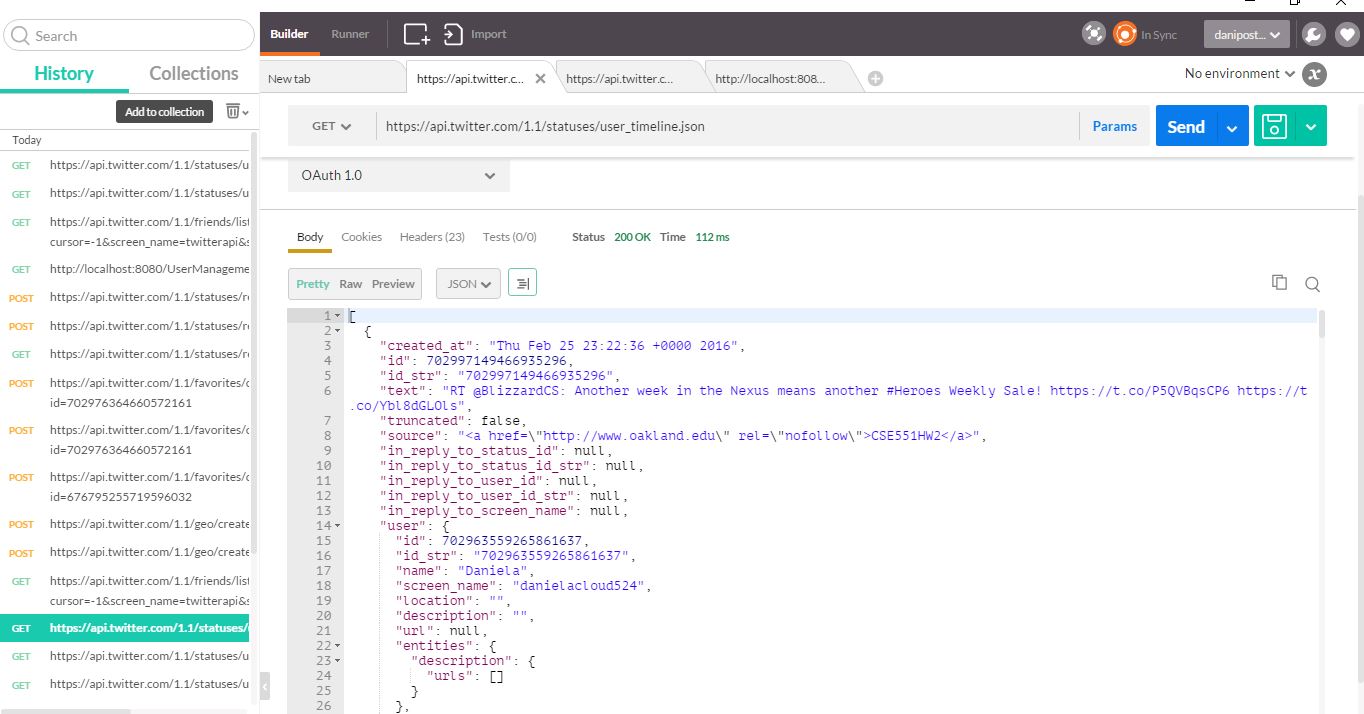 Search
Builder
Runner
Import
In Sync
danipost...
History
Collections
New tab
https://api.twitter.c...
https://api.twitter.c...
http://localhost:808...
No environment
Add to collection
GET
https://api.twitter.com/1.1/statuses/user_timeline.json
Params
Send
Today
GET https://api.twitter.com/1.1/statuses/u
GET https://api.twitter.com/1.1/statuses/u
GET https://api.twitter.com/1.1/friends/list
cursor=-1&screen_name=twitterapi&s
GET http://localhost:8080/UserManageme
POST https://api.twitter.com/1.1/statuses/re
POST https://api.twitter.com/1.1/statuses/re
GET https://api.twitter.com/1.1/statuses/re
POST https://api.twitter.com/1.1/favorites/c
id=702976364660572161
POST https://api.twitter.com/1.1/favorites/c
id=702976364660572161
POST https://api.twitter.com/1.1/favorites/c
id=676795255719596032
POST https://api.twitter.com/1.1/geo/create
POST https://api.twitter.com/1.1/geo/create
GET https://api.twitter.com/1.1/friends/list
cursor=-1&screen_name=twitterapi&s
GET https://api.twitter.com/1.1/statuses/u
GET https://api.twitter.com/1.1/statuses/u
GET https://api.twitter.com/1.1/statuses/u
OAuth 1.0
Body Cookies Headers (23) Tests (0/0) Status 200 OK Time 112 ms
Pretty Raw Preview JSON
1 [
2 {
3 "created_at": "Thu Feb 25 23:22:36 +0000 2016",
4 "id": 702997149466935296,
5 "id_str": "702997149466935296",
6 "text": "RT @BlizzardCS: Another week in the Nexus means another #Heroes Weekly Sale! https://t.co/P5QVBqsCP6 https://t
.co/Ybl8dGLOls",
7 "truncated": false,
8 "source": "<a href=\"http://www.oakland.edu\" rel=\"nofollow\">CSE551HW2</a>",
9 "in_reply_to_status_id": null,
10 "in_reply_to_status_id_str": null,
11 "in_reply_to_user_id": null,
12 "in_reply_to_user_id_str": null,
13 "in_reply_to_screen_name": null,
14 "user": {
15 "id": 702963559265861637,
16 "id_str": "702963559265861637",
17 "name": "Daniela",
18 "screen_name": "danielacloud524",
19 "location": "",
20 "description": "",
21 "url": null,
22 "entities": {
23 "description": {
24 "urls": []
25 }
26 },